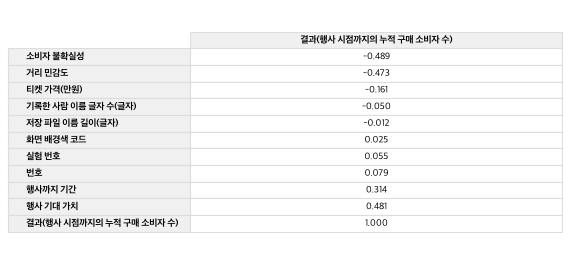 결과(행사 시점까지의 누적 구매 소비자 수)
소비자 불확실성 -0.489
거리 민감도 -0.473
티켓 가격(만원) -0.161
기록한 사람 이름 글자 수(글자) -0.050
저장 파일 이름 길이(글자) -0.012
화면 배경색 코드 0.025
실험 번호 0.055
번호 0.079
행사까지 기간 0.314
행사 기대 가치 0.481
결과(행사 시점까지의 누적 구매 소비자 수) 1.000